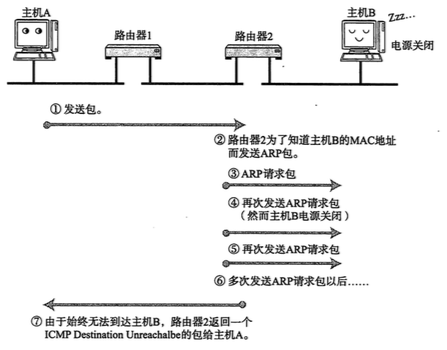 主机A
路由器1
路由器2
主机B
Zzz...
电源关闭
① 发送包。
② 路由器2为了知道主机B的MAC地址
而发送ARP包。
③ ARP请求包
④ 再次发送ARP请求包
（然而主机B电源关闭）
⑤ 再次发送ARP请求包
⑥ 多次发送ARP请求包以后……
⑦ 由于始终无法到达主机B，路由器2返回一个
ICMP Destination Unreachalbe的包给主机A。